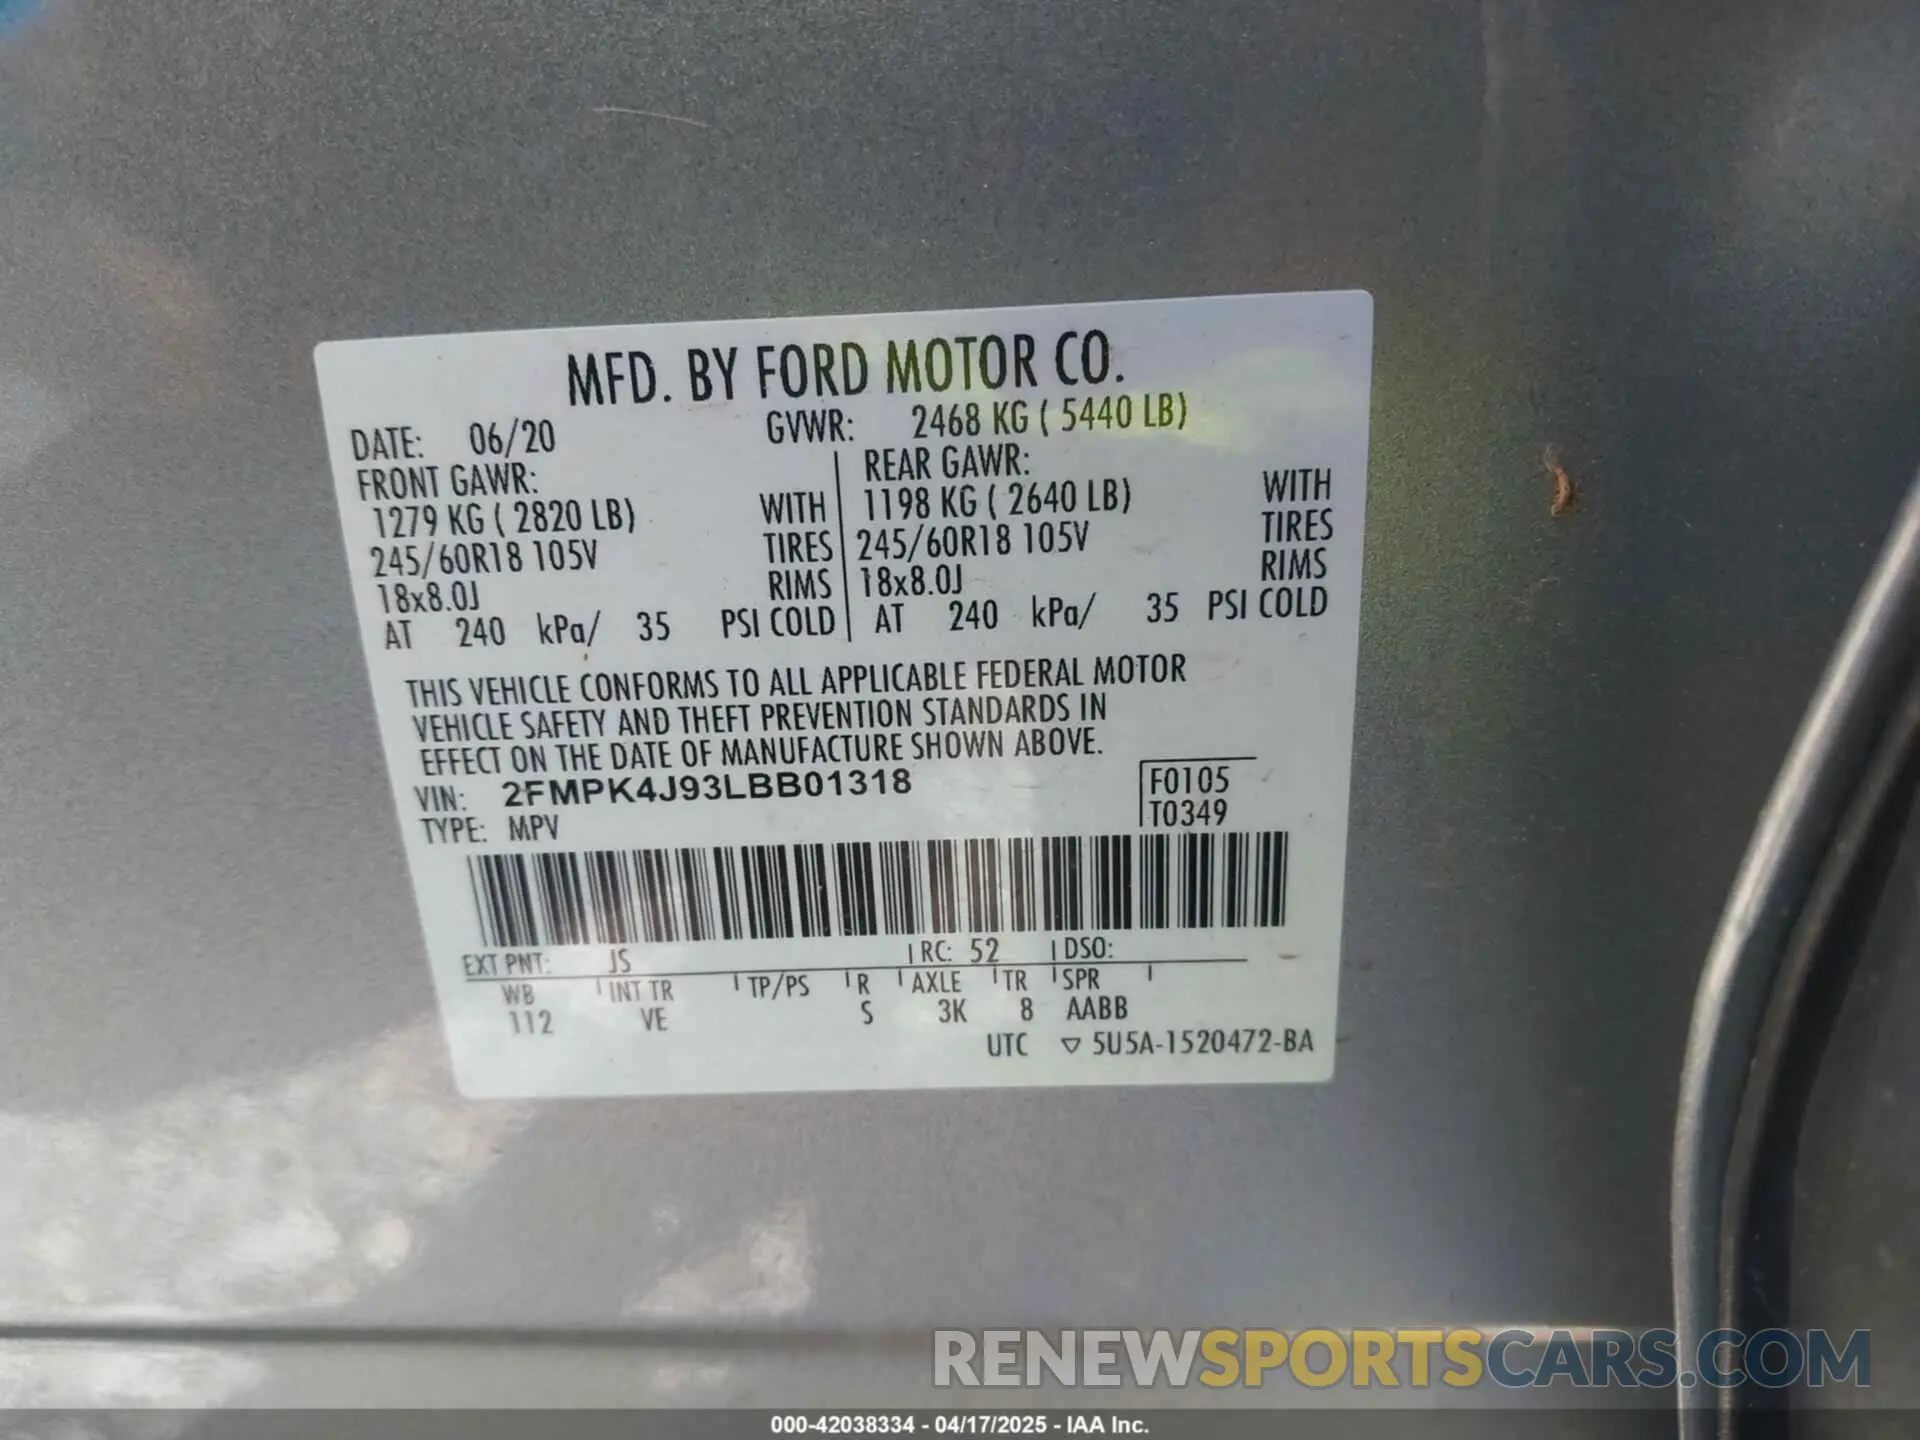 MFD. BY FORD MOTOR CO.
DATE: 06/20 GVWR: 2468 KG ( 5440 LB)
FRONT GAWR: REAR GAWR:
1279 KG ( 2820 LB) WITH 1198 KG ( 2640 LB) WITH
245/60R18 105V TIRES 245/60R18 105V TIRES
18x8.0J RIMS 18x8.0J RIMS
AT 240 kPa/ 35 PSI COLD AT 240 kPa/ 35 PSI COLD
THIS VEHICLE CONFORMS TO ALL APPLICABLE FEDERAL MOTOR
VEHICLE SAFETY AND THEFT PREVENTION STANDARDS IN
EFFECT ON THE DATE OF MANUFACTURE SHOWN ABOVE.
VIN: 2FMPK4J93LBB01318 F0105
TYPE: MPV T0349
EXT PNT: JS RC: 52 DSO:
WB INT TR TP/PS R AXLE TR SPR
112 VE S 3K 8 AABB
UTC ▽ 5U5A-1520472-BA
RENEWSPORTSCARS.COM
000-42038334 - 04/17/2025 - IAA Inc.